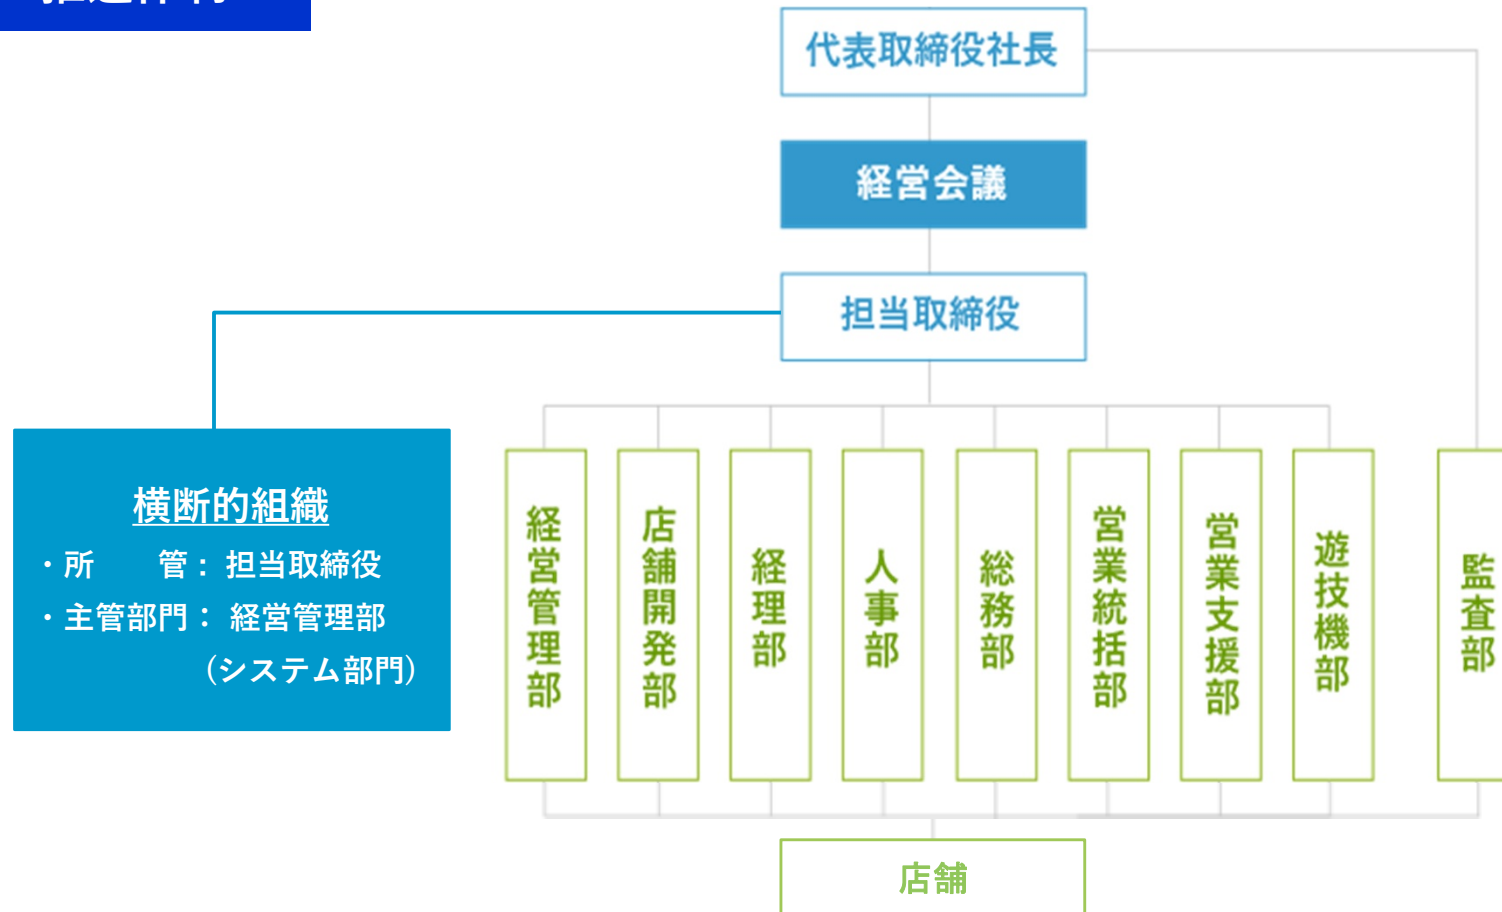 代表取締役社長
経営会議
担当取締役
横断的組織
・所　　管： 担当取締役
・主管部門： 経営管理部
（システム部門）
経営管理部
店舗開発部
経理部
人事部
総務部
営業統括部
営業支援部
遊技機部
監査部
店舗